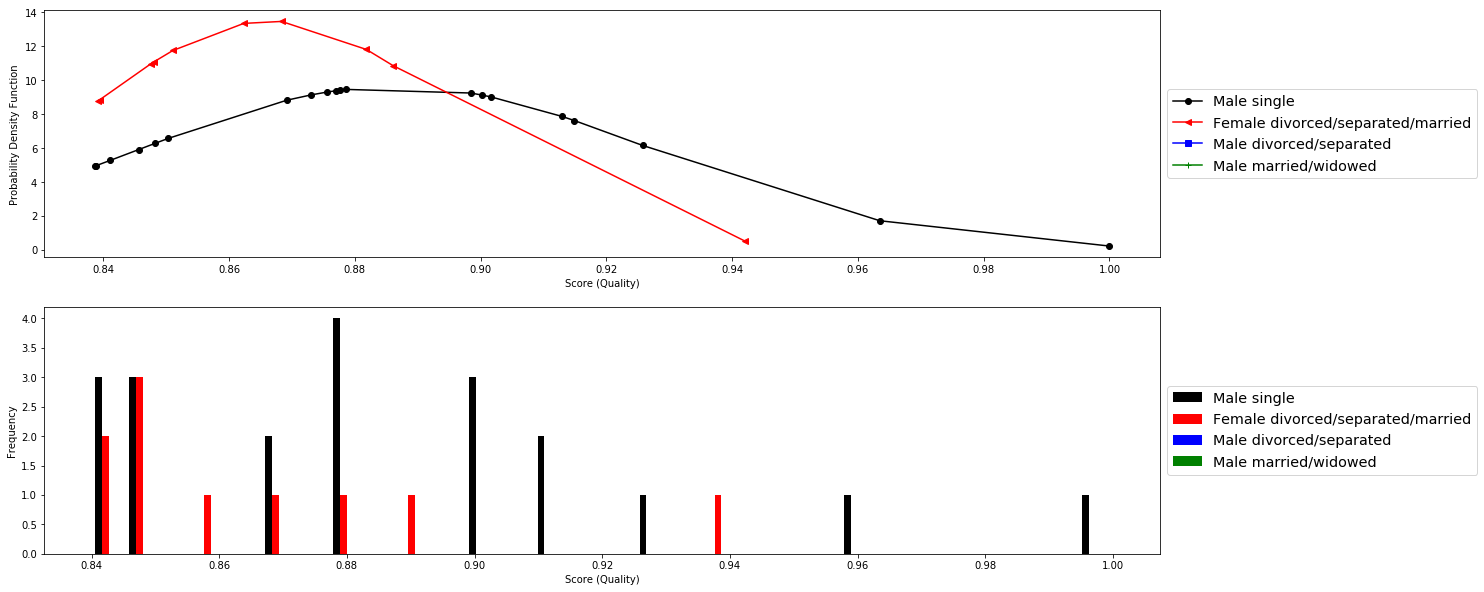 14
12
10
8
6
4
2
0
Probability Density Function
0.84 0.86 0.88 0.90 0.92 0.94 0.96 0.98 1.00
Score (Quality)
Male single
Female divorced/separated/married
Male divorced/separated
Male married/widowed
4.0
3.5
3.0
2.5
2.0
1.5
1.0
0.5
0.0
Frequency
0.84 0.86 0.88 0.90 0.92 0.94 0.96 0.98 1.00
Score (Quality)
Male single
Female divorced/separated/married
Male divorced/separated
Male married/widowed